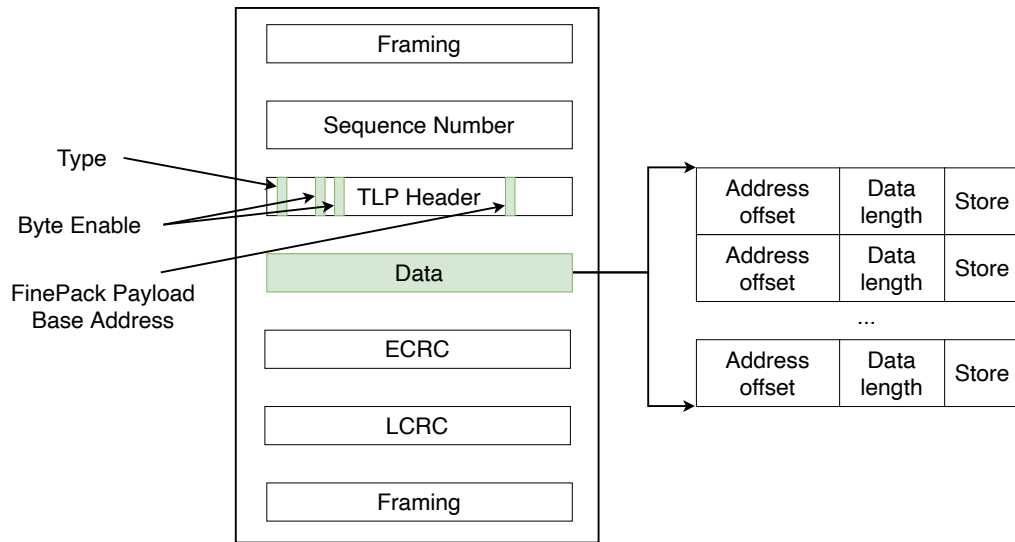 Framing
Sequence Number
Type
TLP Header
Byte Enable
Data
FinePack Payload
Base Address
ECRC
LCRC
Framing
Address
offset
Data
length
Store
Address
offset
Data
length
Store
...
Address
offset
Data
length
Store